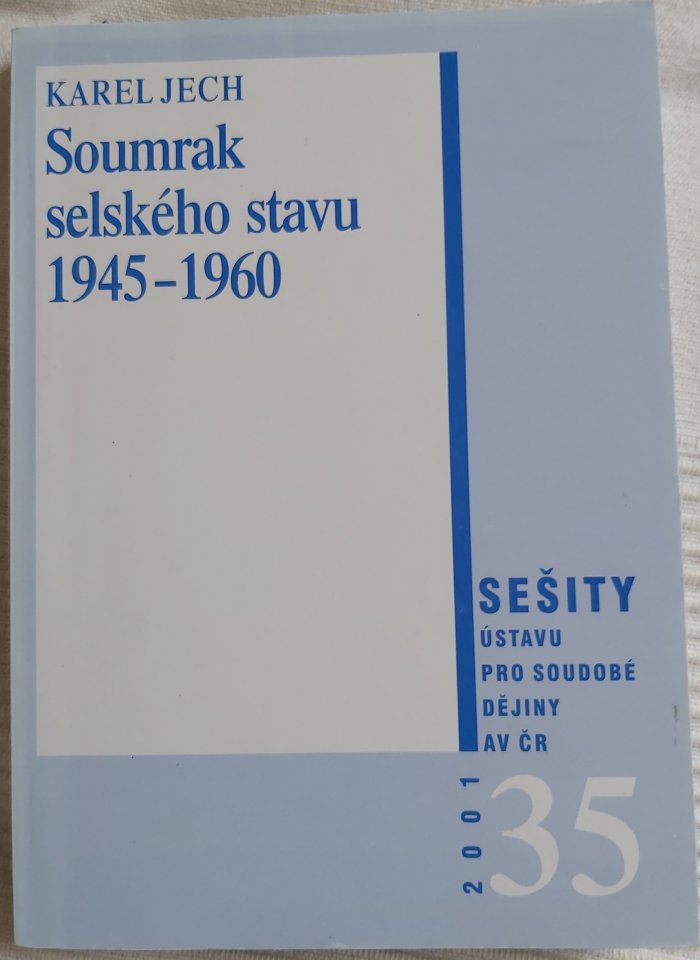 KAREL JECH
Soumrak
selského stavu
1945–1960
SEŠITY
ÚSTAVU
PRO SOUDOBÉ
DĚJINY
AV ČR
2001
35